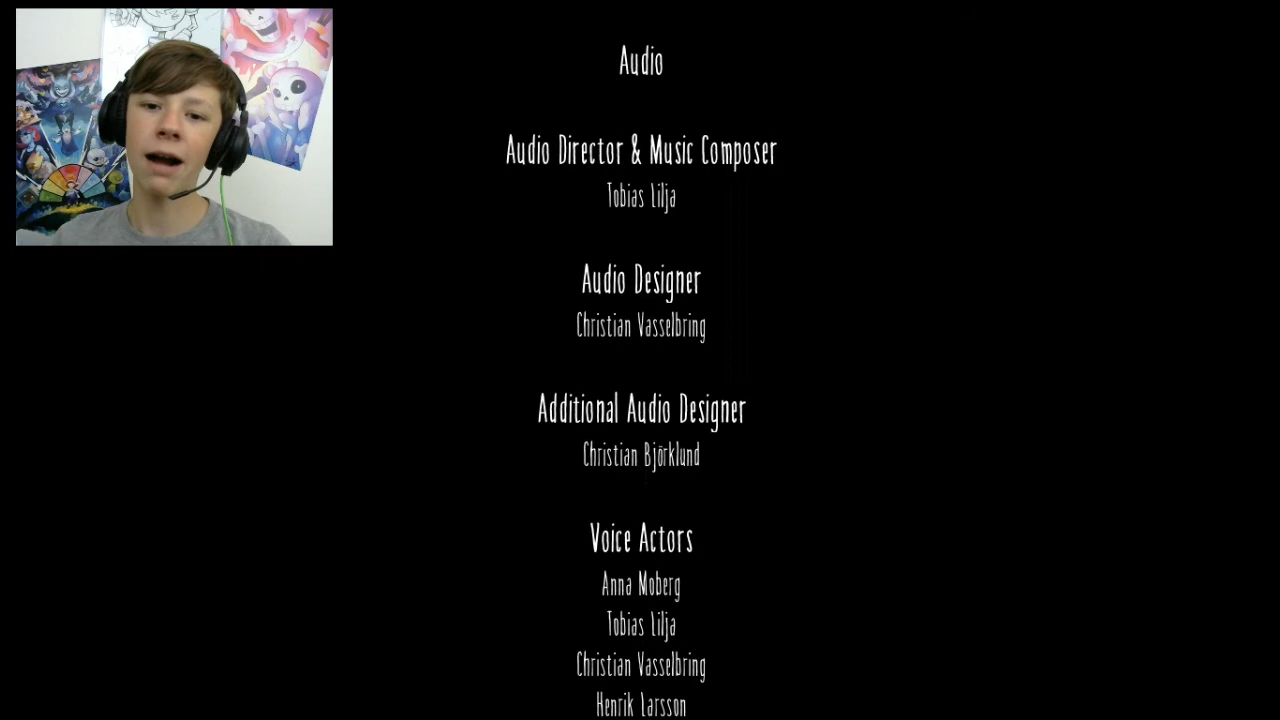 Audio
Audio Director & Music Composer
Tobias Lilja
Audio Designer
Christian Vasselbring
Additional Audio Designer
Christian Björklund
Voice Actors
Anna Moberg
Tobias Lilja
Christian Vasselbring
Henrik Larsson